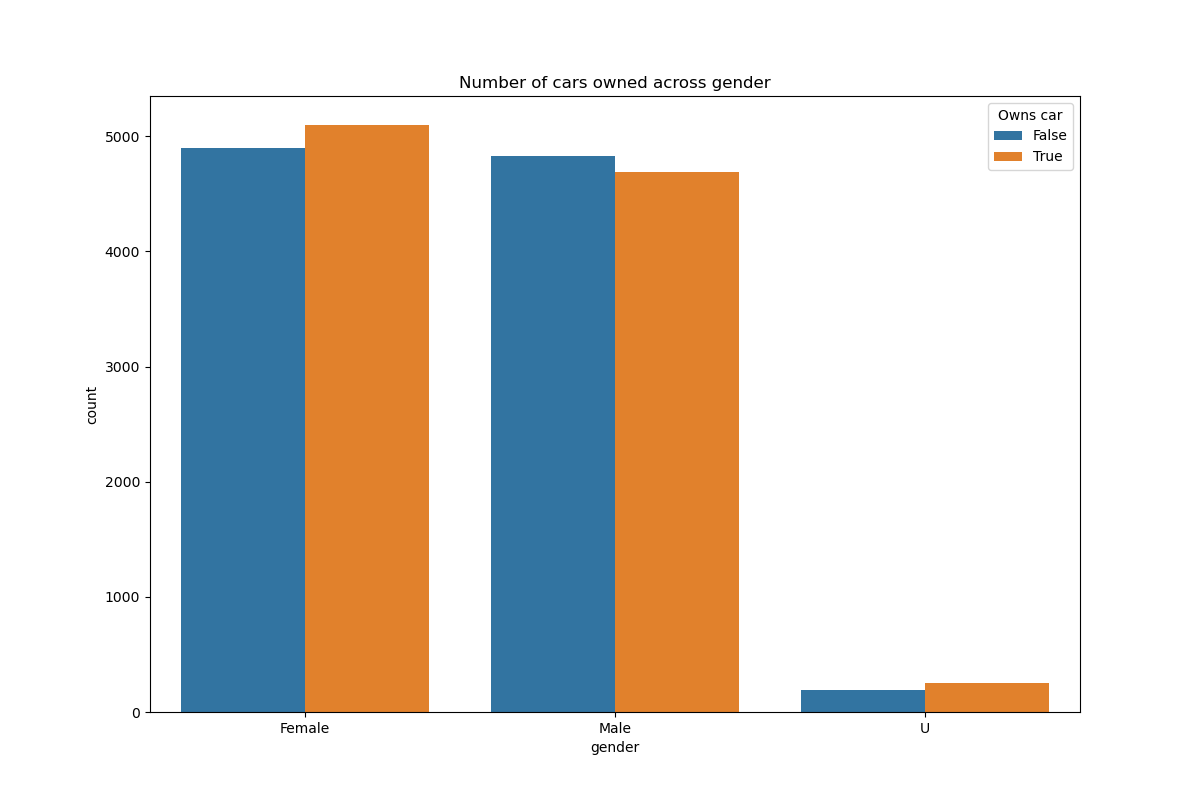 Number of cars owned across gender
Owns car
False
True
5000
4000
3000
2000
1000
0
count
Female
Male
U
gender